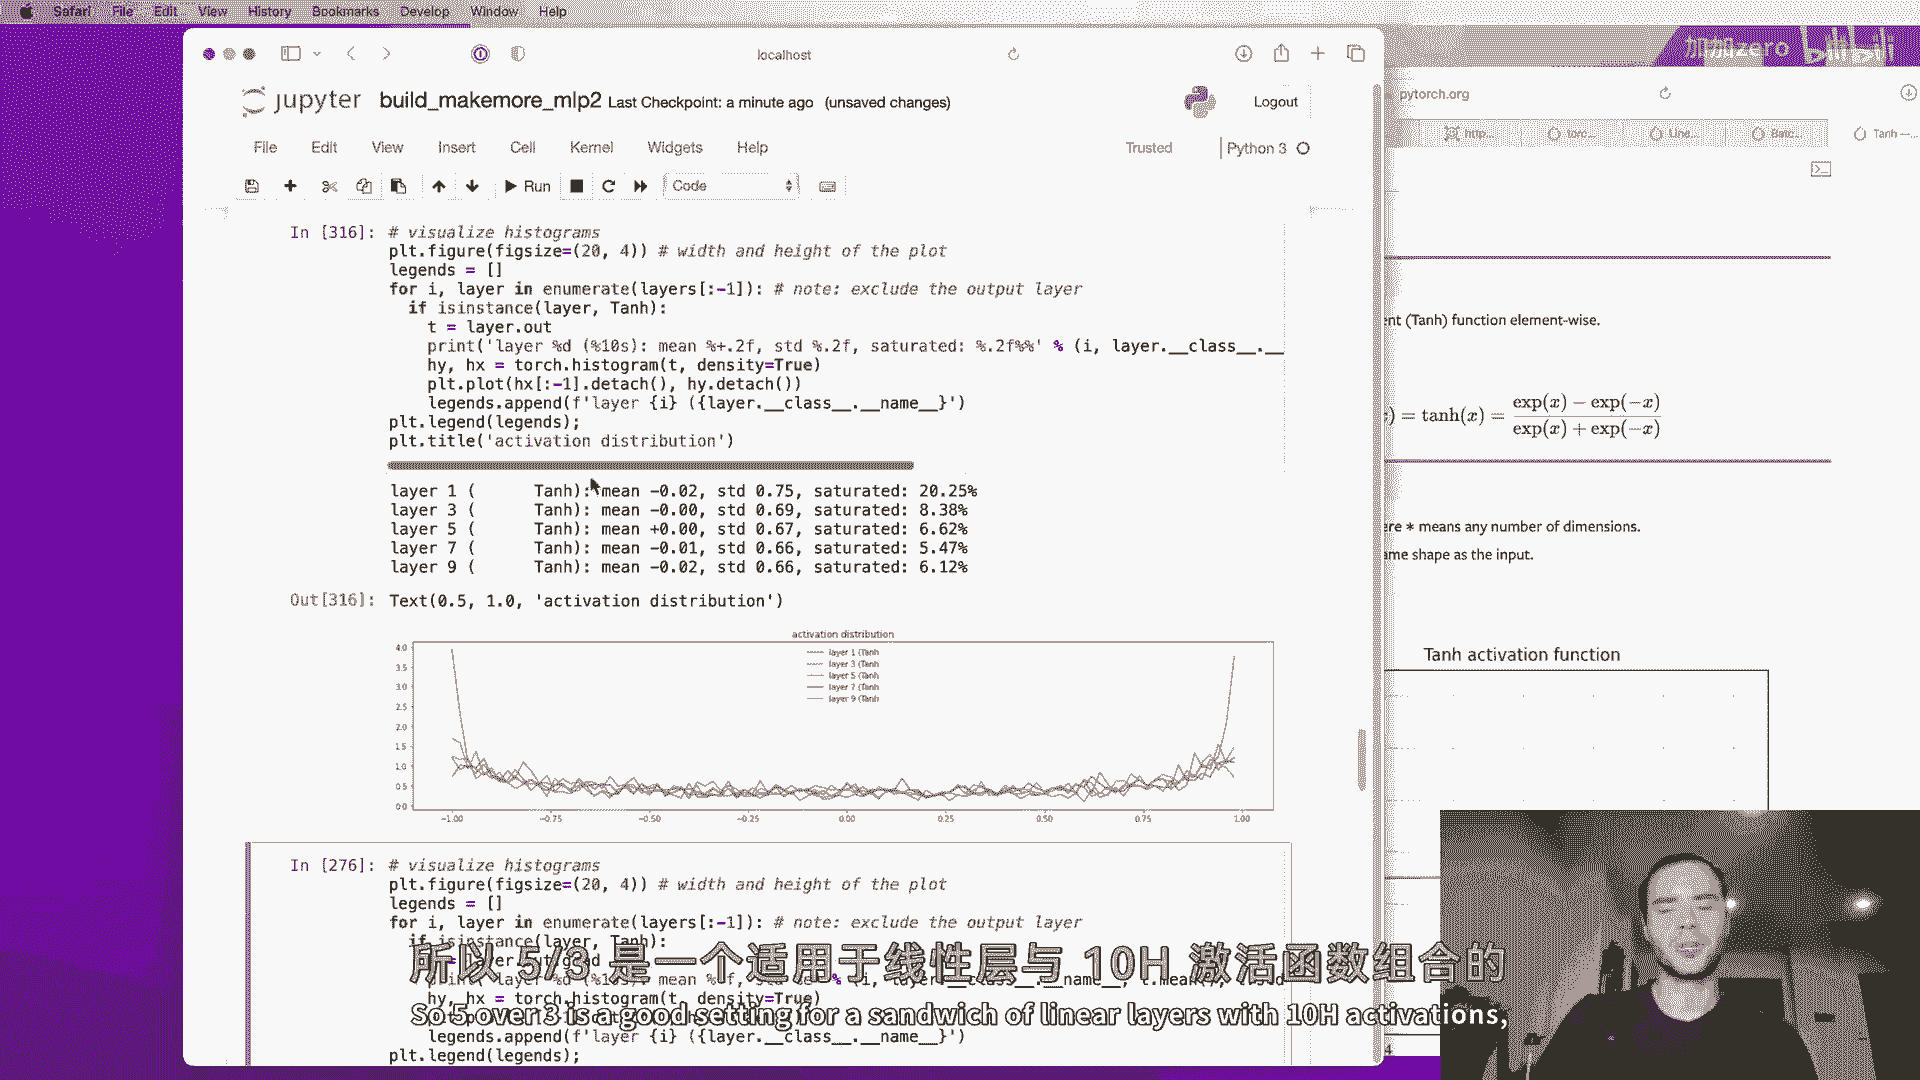 Safari File Edit View History Bookmarks Develop Window Help
加加zero bilibili
localhost
pytorch.org
http... torc... Line... Batc... Tanh —...
jupyter build_makemore_mlp2 Last Checkpoint: a minute ago (unsaved changes)
Logout
File Edit View Insert Cell Kernel Widgets Help
Trusted Python 3
Run Code
In [316]: # visualize histograms
plt.figure(figsize=(20, 4)) # width and height of the plot
legends = []
for i, layer in enumerate(layers[:-1]): # note: exclude the output layer
if isinstance(layer, Tanh):
t = layer.out
print('layer %d (%10s): mean %+.2f, std %.2f, saturated: %.2f%%' % (i, layer.__class__.__
hy, hx = torch.histogram(t, density=True)
plt.plot(hx[:-1].detach(), hy.detach())
legends.append(f'layer {i} ({layer.__class__.__name__}')
plt.legend(legends);
plt.title('activation distribution')
layer 1 ( Tanh): mean -0.02, std 0.75, saturated: 20.25%
layer 3 ( Tanh): mean -0.00, std 0.69, saturated: 8.38%
layer 5 ( Tanh): mean +0.00, std 0.67, saturated: 6.62%
layer 7 ( Tanh): mean -0.01, std 0.66, saturated: 5.47%
layer 9 ( Tanh): mean -0.02, std 0.66, saturated: 6.12%
Out[316]: Text(0.5, 1.0, 'activation distribution')
activation distribution
4.0
3.5
3.0
2.5
2.0
1.5
1.0
0.5
0.0
layer 1 (Tanh
layer 3 (Tanh
layer 5 (Tanh
layer 7 (Tanh
layer 9 (Tanh
−1.00 −0.75 −0.50 −0.25 0.00 0.25 0.50 0.75 1.00
In [276]: # visualize histograms
plt.figure(figsize=(20, 4)) # width and height of the plot
legends = []
for i, layer in enumerate(layers[:-1]): # note: exclude the output layer
if isinstance(layer, Tanh):
hy, hx = torch.histogram(t, density=True)
legends.append(f'layer {i} ({layer.__class__.__name__}')
plt.legend(legends);
ent (Tanh) function element-wise.
) = tanh(x) = exp(x) − exp(−x) / exp(x) + exp(−x)
ere ∗ means any number of dimensions.
ame shape as the input.
Tanh activation function
4
所以 5/3 是一个适用于线性层与 10H 激活函数组合的
So 5 over 3 is a good setting for a sandwich of linear layers with 10H activations,